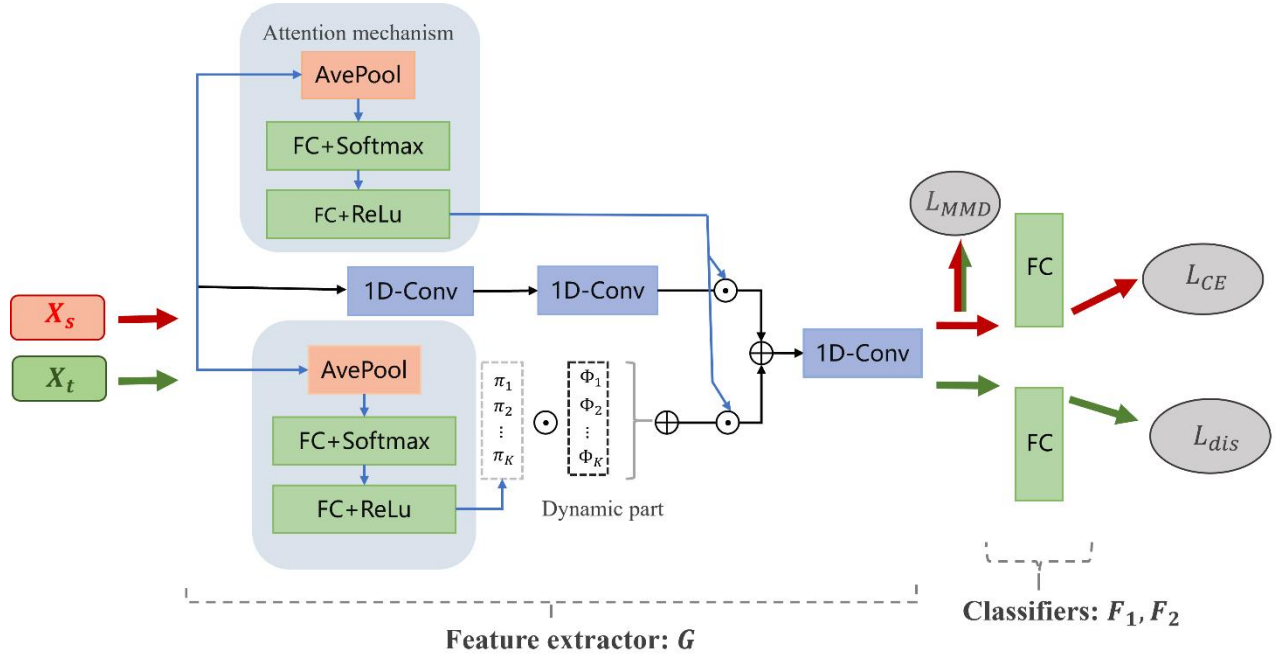 Attention mechanism
AvePool
FC+Softmax
FC+ReLu
1D-Conv
1D-Conv
X_s
X_t
AvePool
FC+Softmax
FC+ReLu
π_1
π_2
⋮
π_K
Φ_1
Φ_2
⋮
Φ_K
Dynamic part
1D-Conv
L_MMD
FC
L_CE
FC
L_dis
Feature extractor: G
Classifiers: F_1, F_2